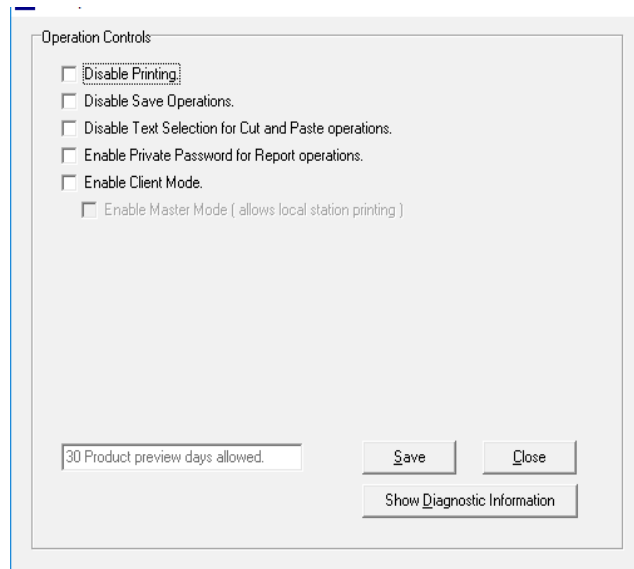 Operation Controls
Disable Printing.
Disable Save Operations.
Disable Text Selection for Cut and Paste operations.
Enable Private Password for Report operations.
Enable Client Mode.
Enable Master Mode ( allows local station printing )
30 Product preview days allowed.
Save
Close
Show Diagnostic Information